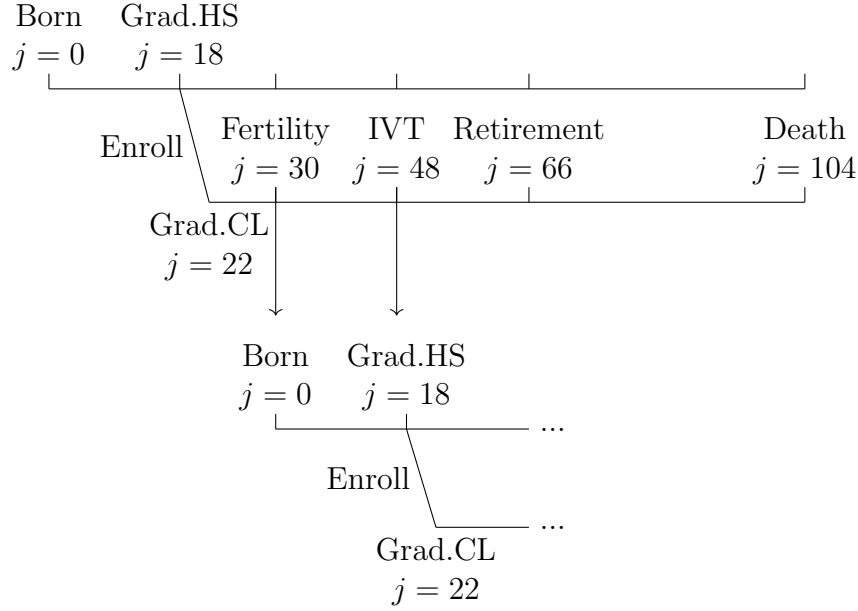 Born Grad.HS
j = 0 j = 18
Fertility IVT Retirement Death
Enroll
j = 30 j = 48 j = 66 j = 104
Grad.CL
j = 22
Born Grad.HS
j = 0 j = 18
...
Enroll
...
Grad.CL
j = 22